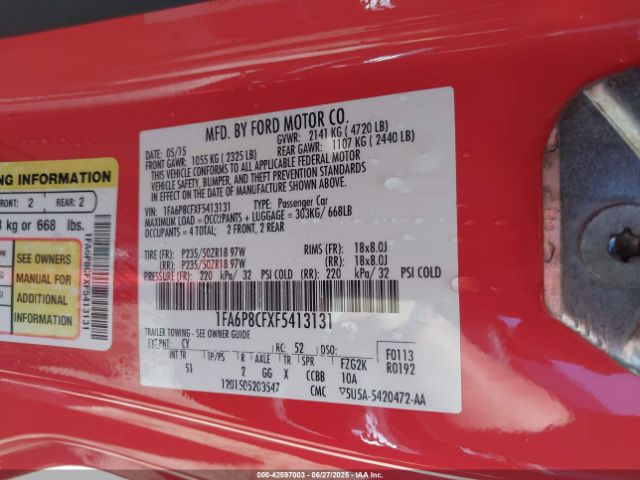 MFD. BY FORD MOTOR CO.
DATE: 05/15 GVWR: 2141 KG ( 4720 LB)
FRONT GAWR: 1055 KG ( 2325 LB) REAR GAWR: 1107 KG ( 2440 LB)
THIS VEHICLE CONFORMS TO ALL APPLICABLE FEDERAL MOTOR
VEHICLE SAFETY, BUMPER, AND THEFT PREVENTION STANDARDS IN
EFFECT ON THE DATE OF MANUFACTURE SHOWN ABOVE.
VIN: 1FA6P8CFXF5413131 TYPE: Passenger Car
MAXIMUM LOAD = OCCUPANTS + LUGGAGE = 303KG/ 668LB
OCCUPANTS = 4 TOTAL; 2 FRONT, 2 REAR
TIRE (FR): P235/50ZR18 97W RIMS (FR): 18x8.0J
(RR): P235/50ZR18 97W (RR): 18x8.0J
PRESSURE (FR): 220 kPa/ 32 PSI COLD (RR): 220 kPa/ 32 PSI COLD
1FA6P8CFXF5413131
TRAILER TOWING - SEE OWNER GUIDE
EXT PNT: CY RC: 52 DSO:
INT TR TP/PS R AXLE TR SPR FZG2K F0113
51 2 GG X CCBB 10A R0192
1201505203547 CMC 5U5A-5420472-AA
NG INFORMATION
FRONT: 2 REAR: 2
kg or 668 lbs.
SEE OWNERS
MANUAL FOR
ADDITIONAL
INFORMATION
1FA6P8CFXF5413131
006-42597003 - 06/27/2025 - IAAI.com